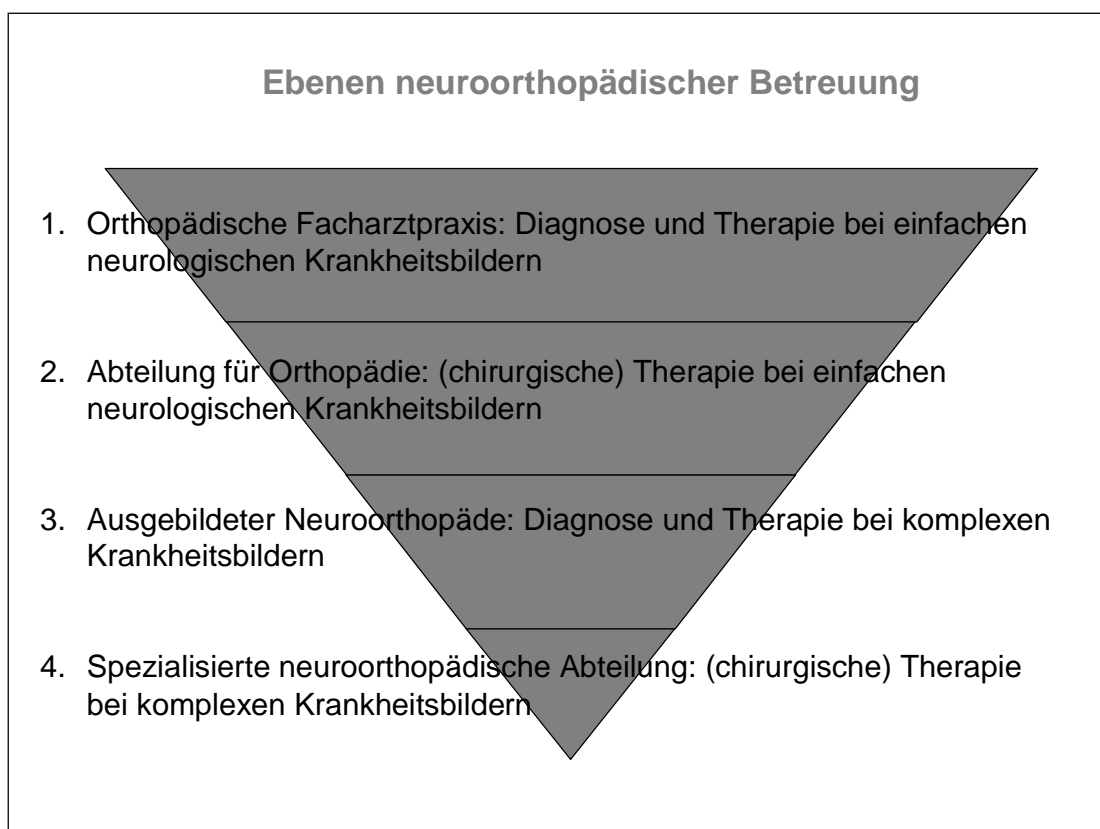 Ebenen neuroorthopädischer Betreuung
1. Orthopädische Facharztpraxis: Diagnose und Therapie bei einfachen
neurologischen Krankheitsbildern
2. Abteilung für Orthopädie: (chirurgische) Therapie bei einfachen
neurologischen Krankheitsbildern
3. Ausgebildeter Neuroorthopäde: Diagnose und Therapie bei komplexen
Krankheitsbildern
4. Spezialisierte neuroorthopädische Abteilung: (chirurgische) Therapie
bei komplexen Krankheitsbildern